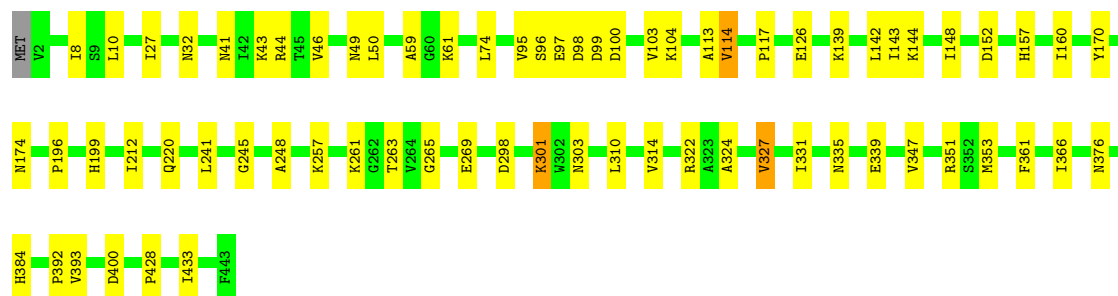 MET V2 I8 S9 L10 I27 N32 N41 I42 K43 R44 T45 V46 N49 L50 A59 G60 K61 L74 V95 S96 E97 D98 D99 D100 V103 K104 A113 V114 P117 E126 K139 L142 I143 K144 I148 D152 H157 I160 Y170
N174 P196 H199 I212 Q220 L241 G245 A248 K257 K261 G262 T263 V264 G265 E269 D298 K301 W302 N303 L310 V314 R322 A323 A324 V327 I331 N335 E339 V347 R351 S352 M353 F361 I366 N376
H384 P392 V393 D400 P428 I433 F443